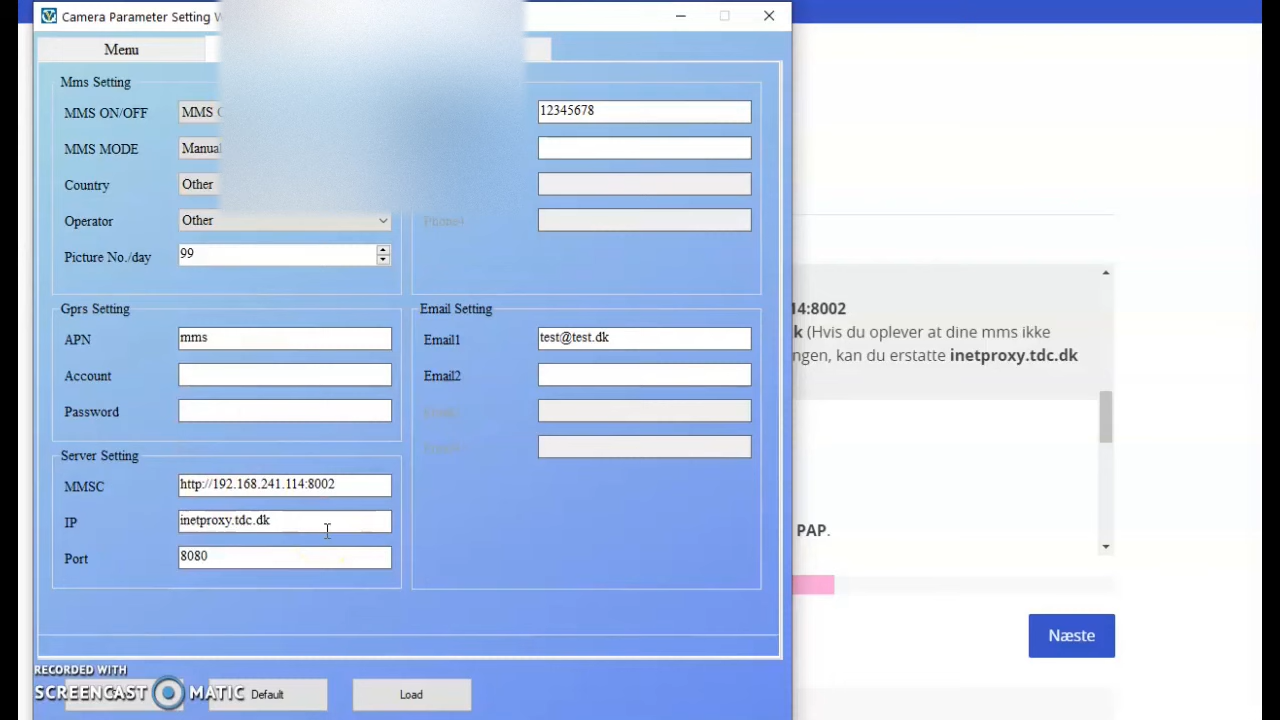 Camera Parameter Setting
Menu
Mms Setting
MMS ON/OFF
MMS
12345678
MMS MODE
Country
Other
Operator
Other
Phone4
Picture No./day
99
Gprs Setting
APN
mms
Account
Password
Email Setting
Email1
test@test.dk
Email2
Server Setting
MMSC
http://192.168.241.114:8002
IP
inetproxy.tdc.dk
Port
8080
14:8002
k (Hvis du oplever at dine mms ikke
ngen, kan du erstatte inetproxy.tdc.dk
PAP.
Næste
RECORDED WITH
SCREENCAST MATIC
Default
Load